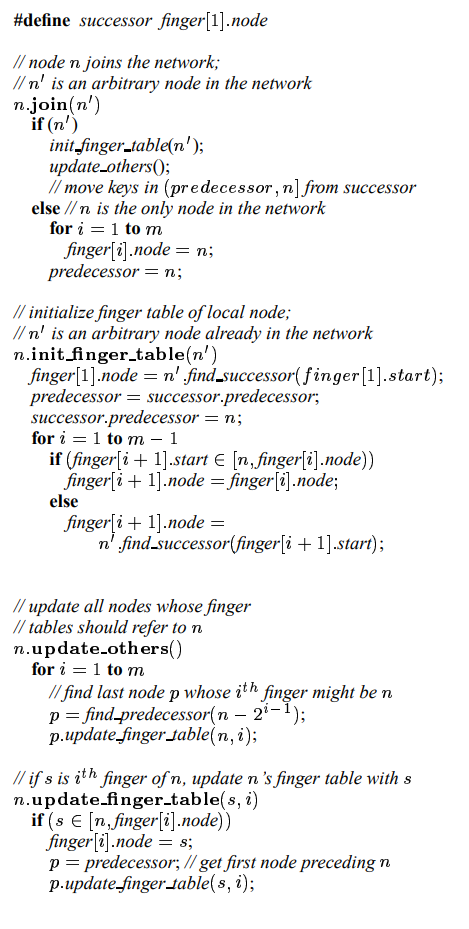 #define successor finger[1].node
// node n joins the network;
// n′ is an arbitrary node in the network
n.join(n′)
if (n′)
init_finger_table(n′);
update_others();
// move keys in (predecessor, n] from successor
else // n is the only node in the network
for i = 1 to m
finger[i].node = n;
predecessor = n;
// initialize finger table of local node;
// n′ is an arbitrary node already in the network
n.init_finger_table(n′)
finger[1].node = n′.find_successor(finger[1].start);
predecessor = successor.predecessor;
successor.predecessor = n;
for i = 1 to m − 1
if (finger[i + 1].start ∈ [n, finger[i].node))
finger[i + 1].node = finger[i].node;
else
finger[i + 1].node =
n′.find_successor(finger[i + 1].start);
// update all nodes whose finger
// tables should refer to n
n.update_others()
for i = 1 to m
// find last node p whose iᵗʰ finger might be n
p = find_predecessor(n − 2ⁱ⁻¹);
p.update_finger_table(n, i);
// if s is iᵗʰ finger of n, update n's finger table with s
n.update_finger_table(s, i)
if (s ∈ [n, finger[i].node))
finger[i].node = s;
p = predecessor; // get first node preceding n
p.update_finger_table(s, i);